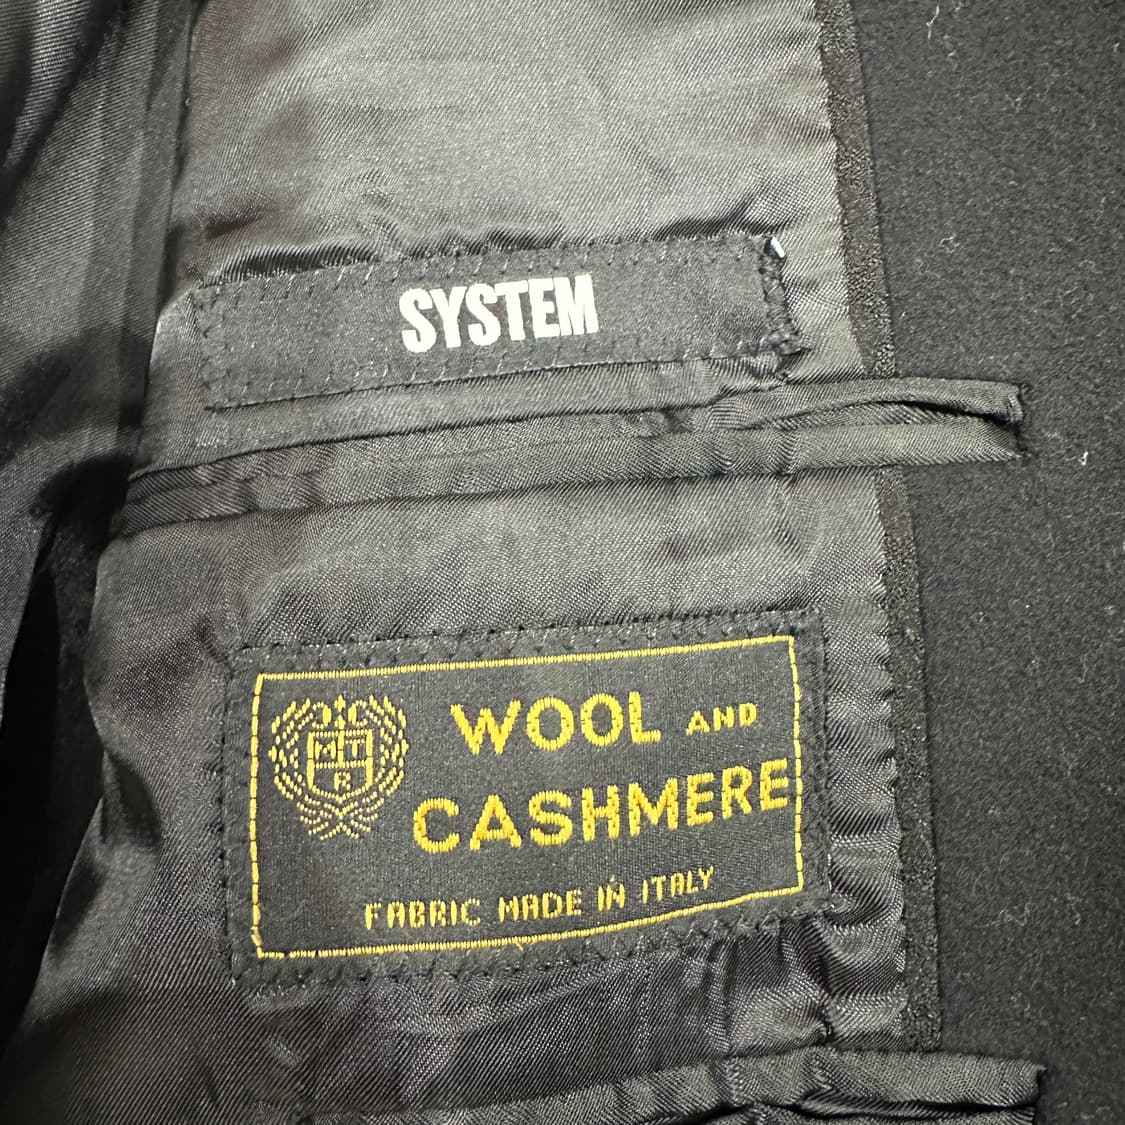 SYSTEM
WOOL AND
CASHMERE
FABRIC MADE IN ITALY